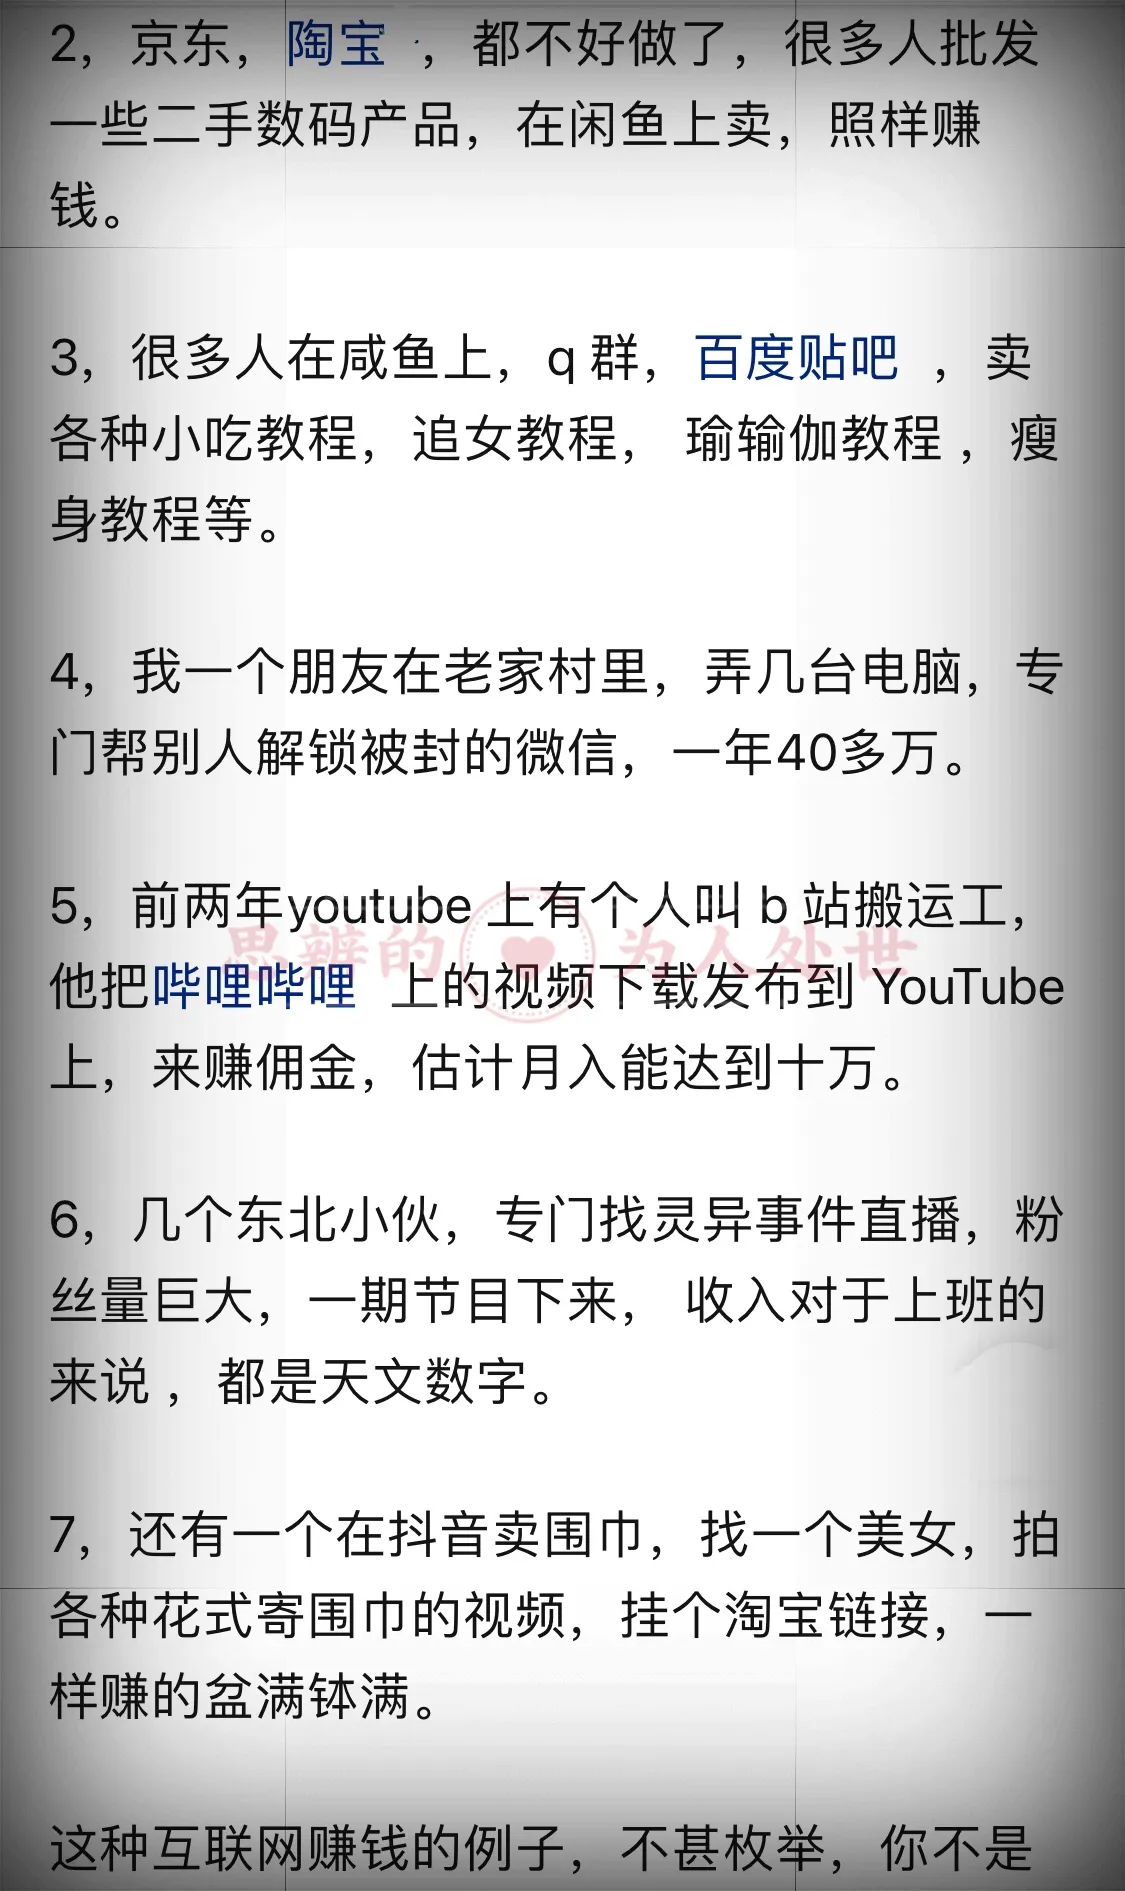 2，京东，陶宝 ，都不好做了，很多人批发
一些二手数码产品，在闲鱼上卖，照样赚
钱。
3，很多人在咸鱼上，q 群，百度贴吧 ，卖
各种小吃教程，追女教程， 瑜输伽教程 ，瘦
身教程等。
4，我一个朋友在老家村里，弄几台电脑，专
门帮别人解锁被封的微信，一年40多万。
5，前两年youtube 上有个人叫 b 站搬运工，
思辨的 为人处世
他把哔哩哔哩 上的视频下载发布到 YouTube
上，来赚佣金，估计月入能达到十万。
6，几个东北小伙，专门找灵异事件直播，粉
丝量巨大，一期节目下来， 收入对于上班的
来说 ，都是天文数字。
7，还有一个在抖音卖围巾，找一个美女，拍
各种花式寄围巾的视频，挂个淘宝链接，一
样赚的盆满钵满。
这种互联网赚钱的例子，不甚枚举，你不是